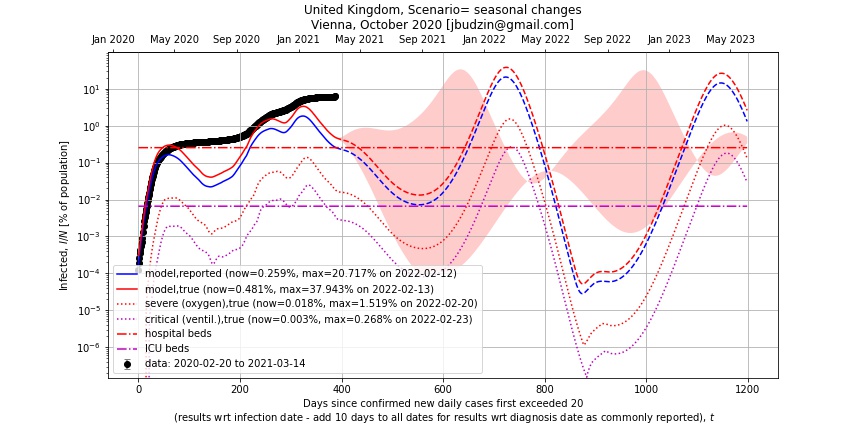 United Kingdom, Scenario= seasonal changes
Vienna, October 2020 [jbudzin@gmail.com]
Jan 2020 May 2020 Sep 2020 Jan 2021 May 2021 Sep 2021 Jan 2022 May 2022 Sep 2022 Jan 2023 May 2023
Infected, I/N [% of population]
10¹
10⁰
10⁻¹
10⁻²
10⁻³
10⁻⁴
10⁻⁵
10⁻⁶
model,reported (now=0.259%, max=20.717% on 2022-02-12)
model,true (now=0.481%, max=37.943% on 2022-02-13)
severe (oxygen),true (now=0.018%, max=1.519% on 2022-02-20)
critical (ventil.),true (now=0.003%, max=0.268% on 2022-02-23)
hospital beds
ICU beds
data: 2020-02-20 to 2021-03-14
0 200 400 600 800 1000 1200
Days since confirmed new daily cases first exceeded 20
(results wrt infection date - add 10 days to all dates for results wrt diagnosis date as commonly reported), t